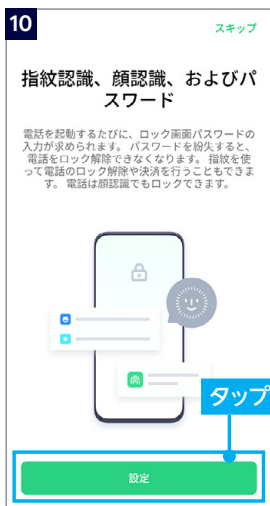 10
スキップ
指紋認識、顔認識、およびパ
スワード
電話を起動するたびに、ロック画面パスワードの
入力が求められます。 パスワードを紛失すると、
電話をロック解除できなくなります。 指紋を使
って電話のロック解除や決済を行うこともできま
す。 電話は顔認識でもロックできます。
タップ
設定